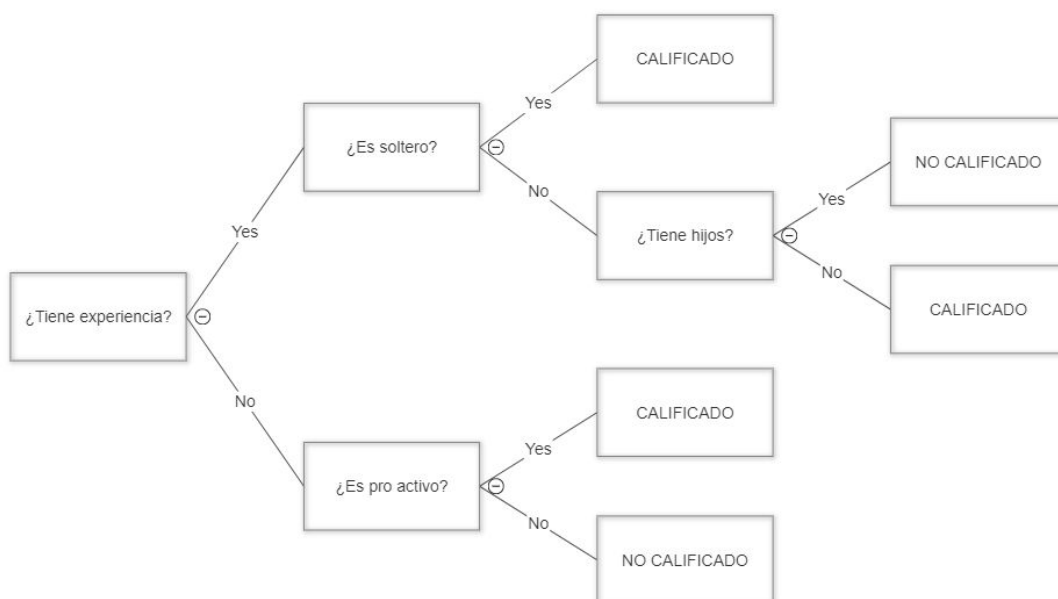 CALIFICADO
Yes
¿Es soltero?
No
NO CALIFICADO
Yes
¿Tiene hijos?
No
CALIFICADO
Yes
¿Tiene experiencia?
No
CALIFICADO
Yes
¿Es pro activo?
No
NO CALIFICADO